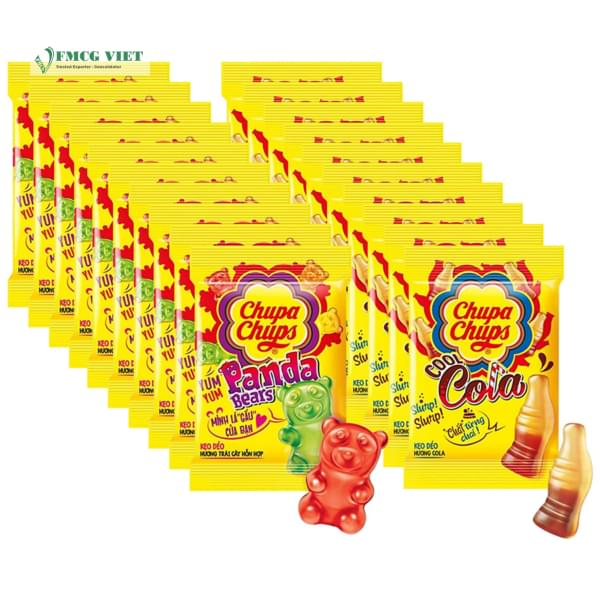 FMCG VIET
Trusted Exporter - Consolidator
Chupa
Chups
YUM
YUM
Panda
Bears
MÌNH LÀ "GẤU"
CỦA BẠN
KẸO DẺO
HƯƠNG TRÁI CÂY HỖN HỢP
Chupa
Chups
COOL
Cola
Slurp!
Slurp!
"Chất" từng
chai!
KẸO DẺO
HƯƠNG COLA